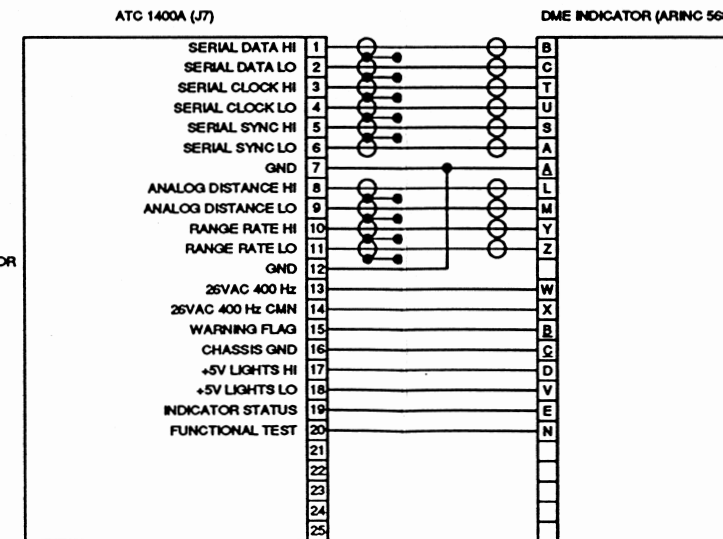 ATC 1400A (J7) DME INDICATOR (ARINC 56
SERIAL DATA HI 1 B
SERIAL DATA LO 2 C
SERIAL CLOCK HI 3 T
SERIAL CLOCK LO 4 U
SERIAL SYNC HI 5 S
SERIAL SYNC LO 6 A
GND 7 A
ANALOG DISTANCE HI 8 L
ANALOG DISTANCE LO 9 M
RANGE RATE HI 10 Y
RANGE RATE LO 11 Z
OR
GND 12
26VAC 400 Hz 13 W
26VAC 400 Hz CMN 14 X
WARNING FLAG 15 B
CHASSIS GND 16 C
+5V LIGHTS HI 17 D
+5V LIGHTS LO 18 V
INDICATOR STATUS 19 E
FUNCTIONAL TEST 20 N
21
22
23
24
25